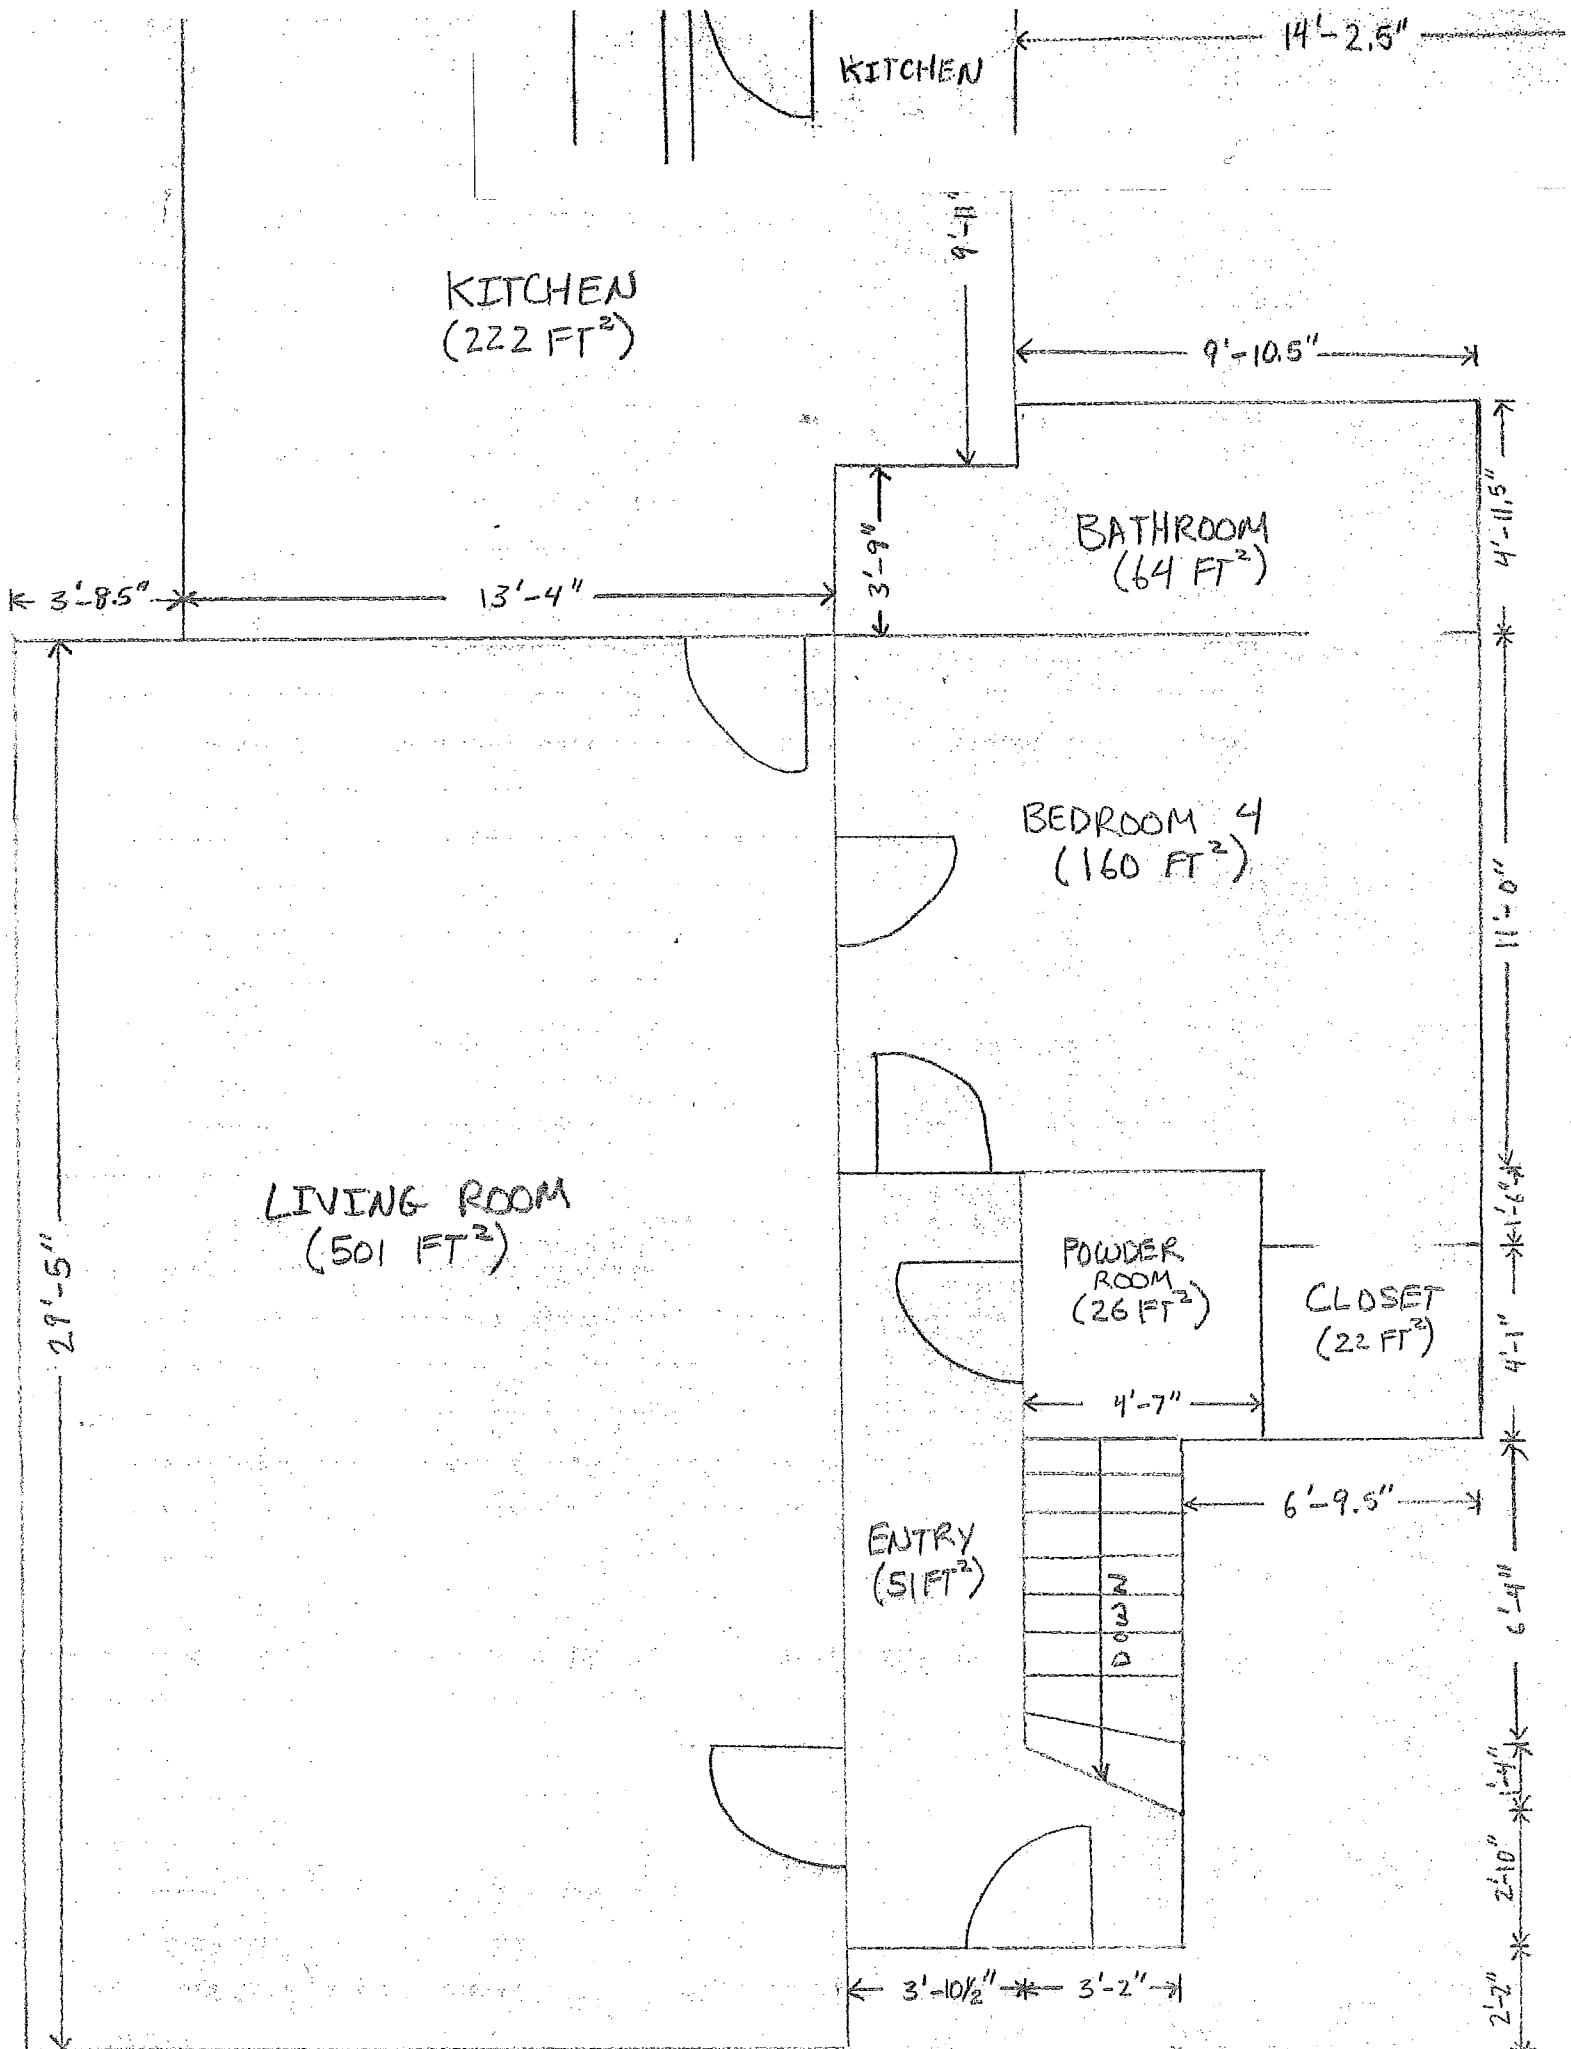 14'-2.5"
KITCHEN
9'-11"
KITCHEN
(222 FT²)
9'-10.5"
4'-11.5"
BATHROOM
(64 FT²)
3'-9"
3'-8.5"
13'-4"
BEDROOM 4
(160 FT²)
11'-0"
LIVING ROOM
(501 FT²)
29'-5"
1'-6"
POWDER
ROOM
(26 FT²)
CLOSET
(22 FT²)
4'-1"
4'-7"
6'-9.5"
ENTRY
(51 FT²)
6'-4"
1'-4"
2'-10"
3'-10½"
3'-2"
2'-2"